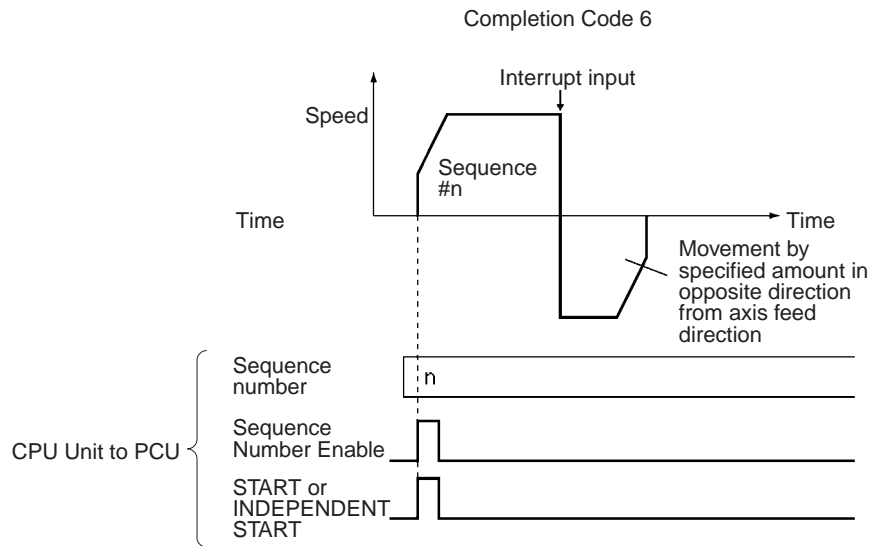 Completion Code 6
Interrupt input
Speed
Sequence
#n
Time
Time
Movement by
specified amount in
opposite direction
from axis feed
direction
Sequence
number
n
Sequence
Number Enable
CPU Unit to PCU
START or
INDEPENDENT
START